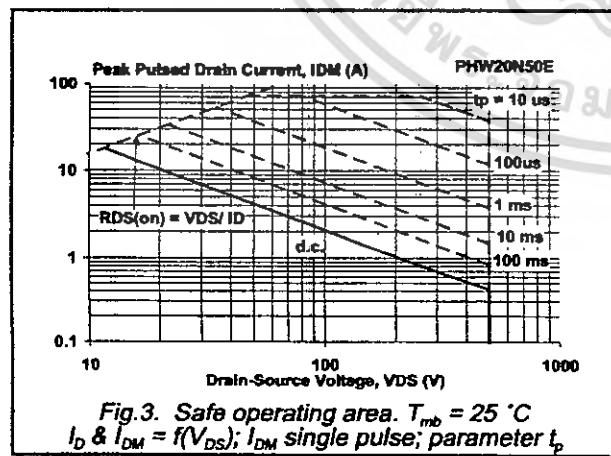 Peak Pulsed Drain Current, IDM (A) PHW20N50E
100
tp = 10 us
100us
10
1 ms
RDS(on) = VDS/ ID
10 ms
d.c.
1
100 ms
0.1
10 100 1000
Drain-Source Voltage, VDS (V)
Fig.3. Safe operating area. Tmb = 25 ˚C
ID & IDM = f(VDS); IDM single pulse; parameter tp